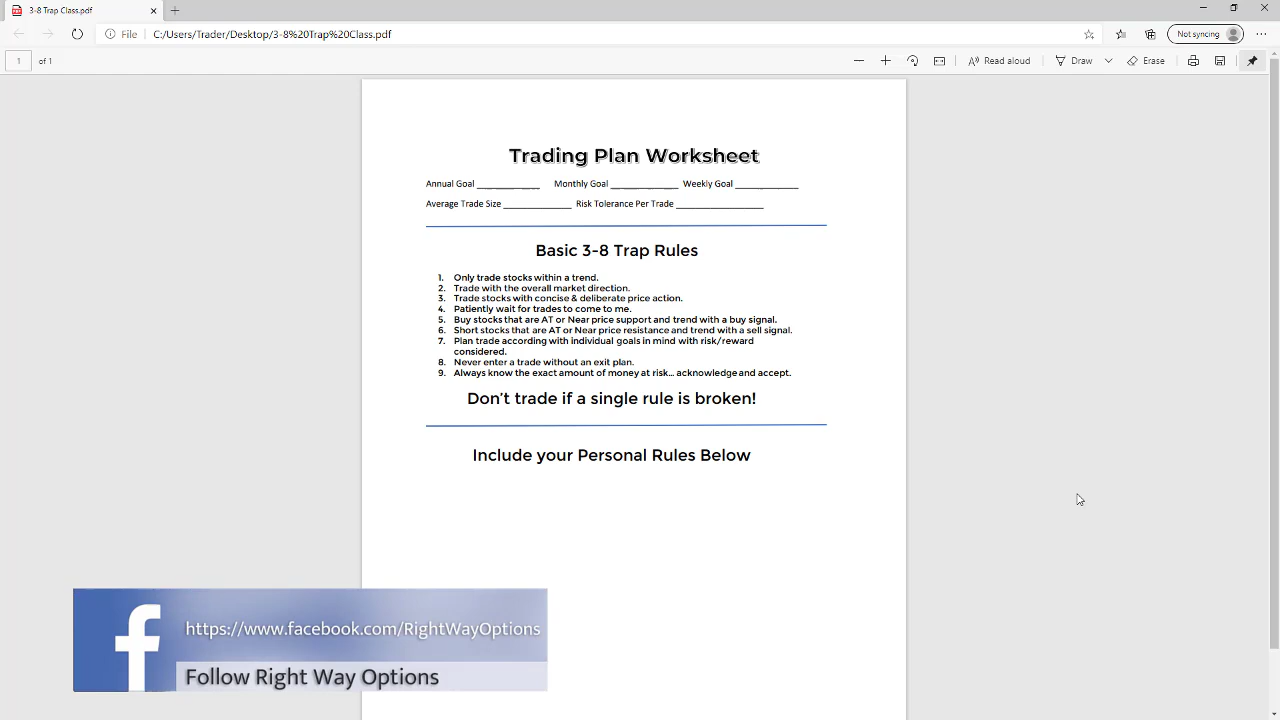 3-8 Trap Class.pdf
File C:/Users/Trader/Desktop/3-8%20Trap%20Class.pdf
Not syncing
1 of 1
Read aloud Draw Erase
Trading Plan Worksheet
Annual Goal ____________ Monthly Goal ____________ Weekly Goal ____________
Average Trade Size ____________ Risk Tolerance Per Trade ________________
Basic 3-8 Trap Rules
1. Only trade stocks within a trend.
2. Trade with the overall market direction.
3. Trade stocks with concise & deliberate price action.
4. Patiently wait for trades to come to me.
5. Buy stocks that are AT or Near price support and trend with a buy signal.
6. Short stocks that are AT or Near price resistance and trend with a sell signal.
7. Plan trade according with individual goals in mind with risk/reward
considered.
8. Never enter a trade without an exit plan.
9. Always know the exact amount of money at risk... acknowledge and accept.
Don't trade if a single rule is broken!
Include your Personal Rules Below
https://www.facebook.com/RightWayOptions
Follow Right Way Options